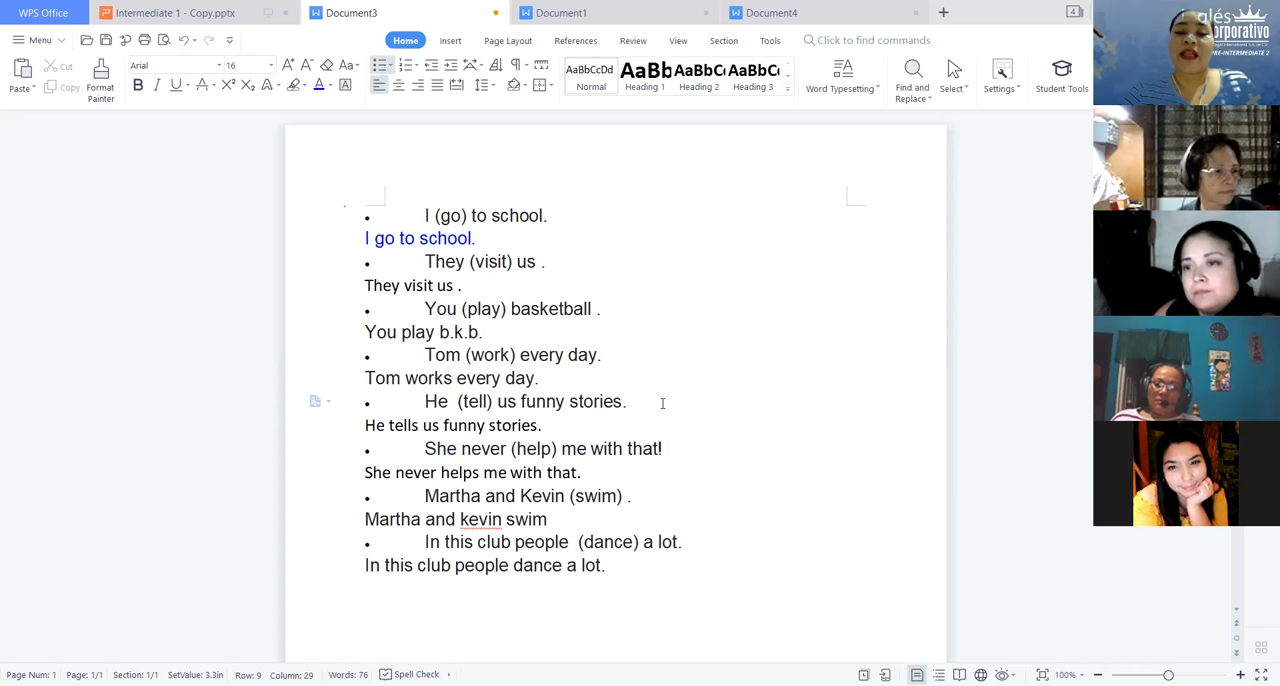 WPS Office
Intermediate 1 - Copy.pptx
Document3
Document1
Document4
Menu
Home
Insert
Page Layout
References
Review
View
Section
Tools
Click to find commands
Paste
Cut
Copy
Format Painter
Arial
16
AaBbCcDd
Normal
AaBb
Heading 1
AaBbC
Heading 2
AaBbC
Heading 3
Word Typesetting
Find and Replace
Select
Settings
Student Tools
glés
orporativo
PRE-INTERMEDIATE 2
• I (go) to school.
I go to school.
• They (visit) us .
They visit us .
• You (play) basketball .
You play b.k.b.
• Tom (work) every day.
Tom works every day.
• He (tell) us funny stories.
He tells us funny stories.
• She never (help) me with that!
She never helps me with that.
• Martha and Kevin (swim) .
Martha and kevin swim
• In this club people (dance) a lot.
In this club people dance a lot.
Page Num: 1 Page: 1/1 Section: 1/1 SetValue: 3.3in Row: 9 Column: 29 Words: 76 Spell Check 100%